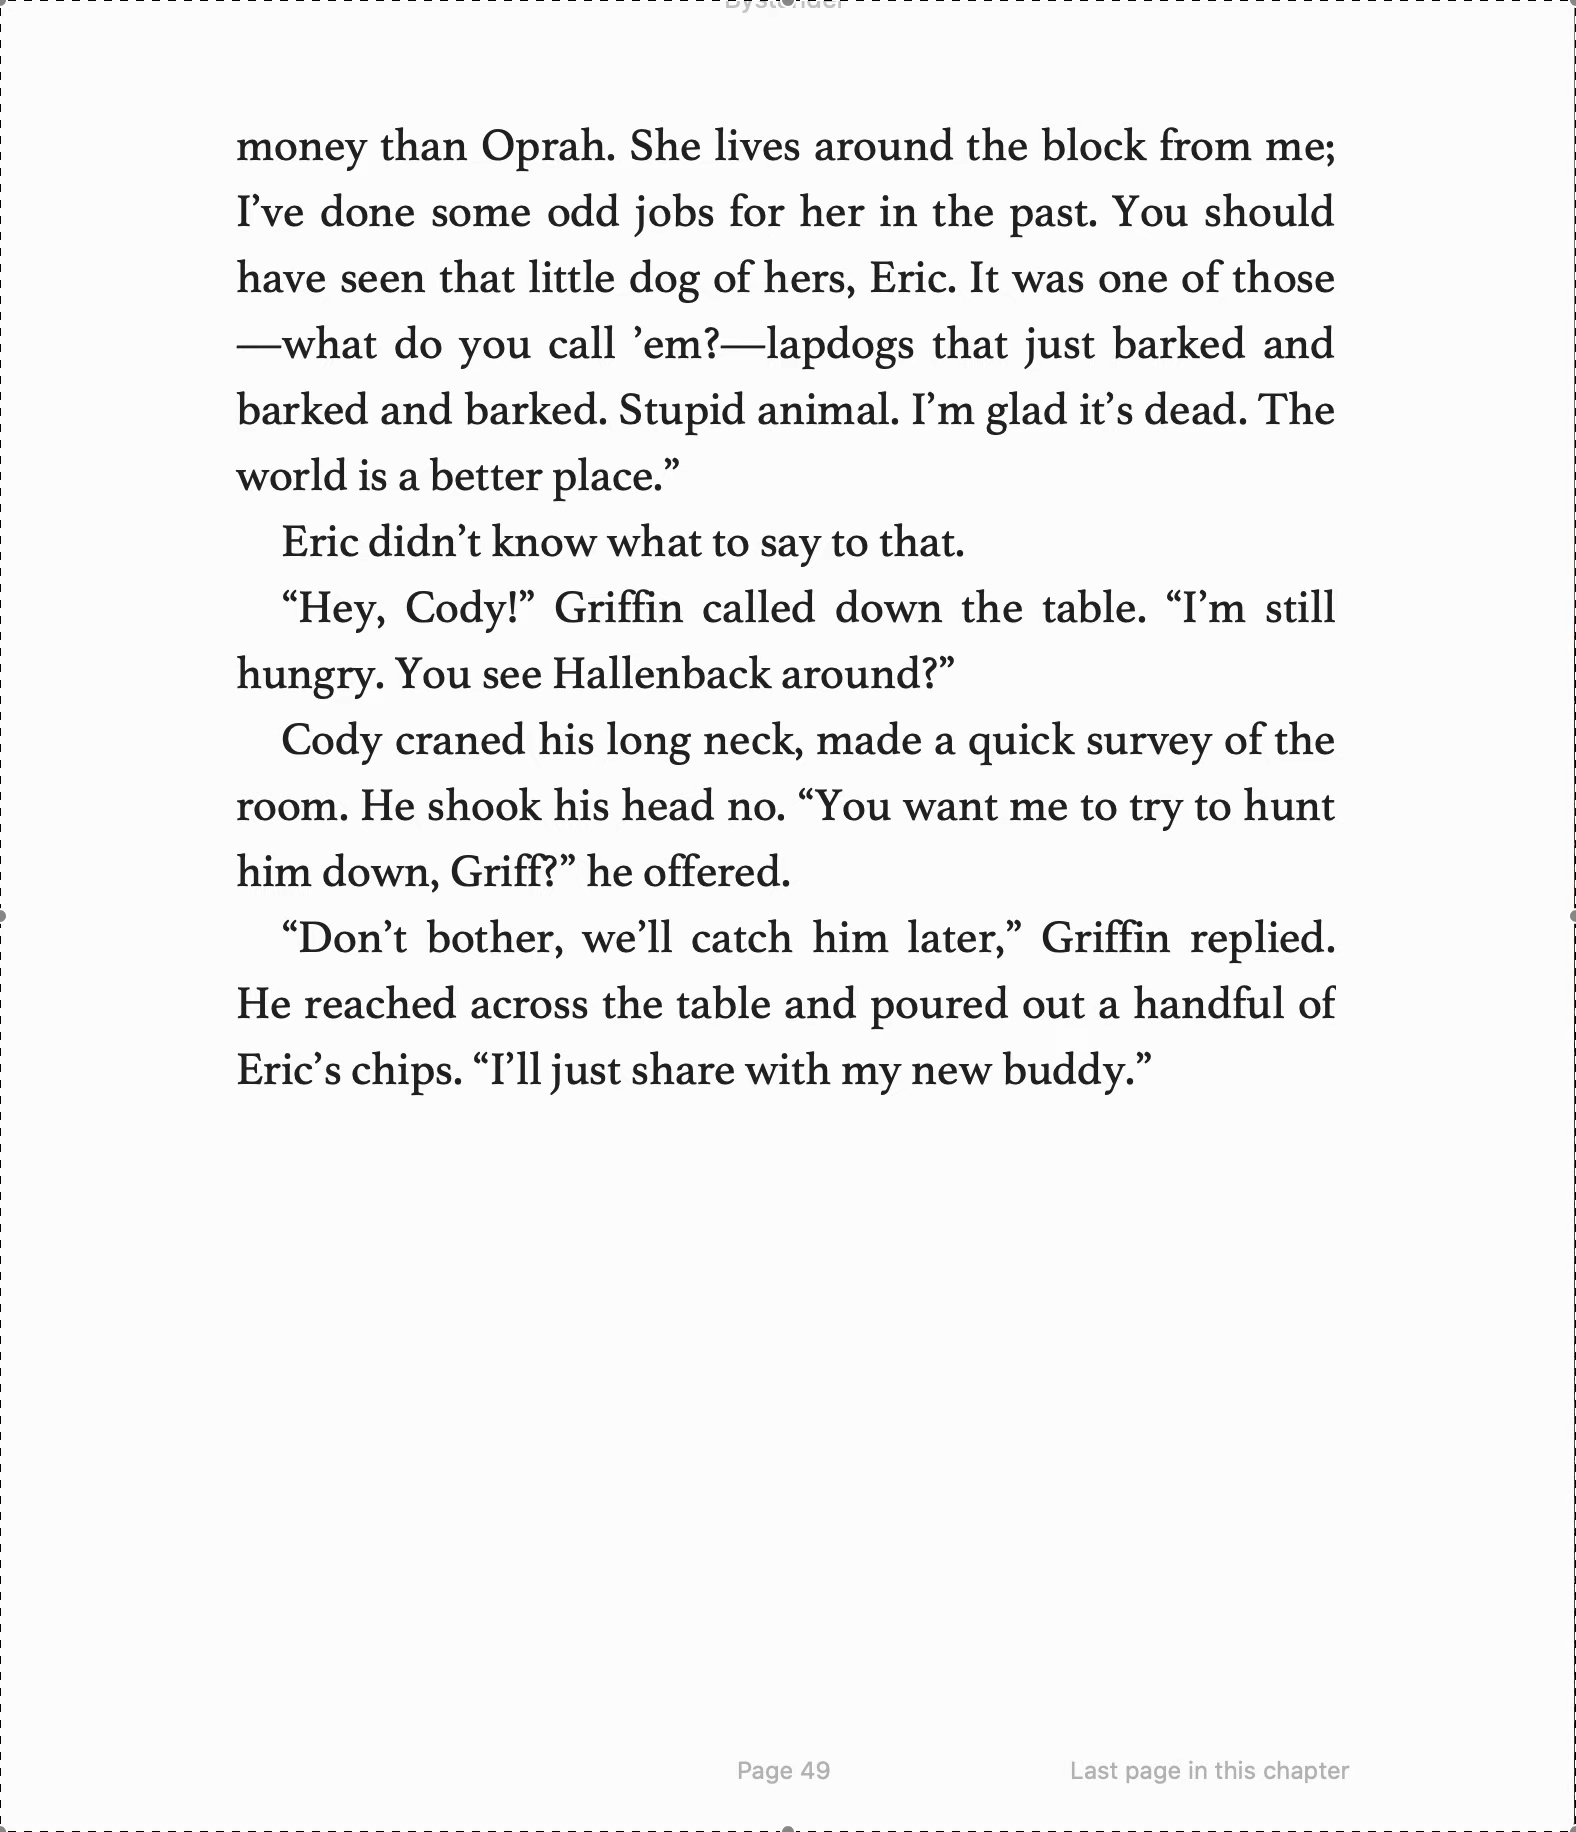 money than Oprah. She lives around the block from me;
I’ve done some odd jobs for her in the past. You should
have seen that little dog of hers, Eric. It was one of those
—what do you call ’em?—lapdogs that just barked and
barked and barked. Stupid animal. I’m glad it’s dead. The
world is a better place.”
Eric didn’t know what to say to that.
“Hey, Cody!” Griffin called down the table. “I’m still
hungry. You see Hallenback around?”
Cody craned his long neck, made a quick survey of the
room. He shook his head no. “You want me to try to hunt
him down, Griff?” he offered.
“Don’t bother, we’ll catch him later,” Griffin replied.
He reached across the table and poured out a handful of
Eric’s chips. “I’ll just share with my new buddy.”
Page 49
Last page in this chapter